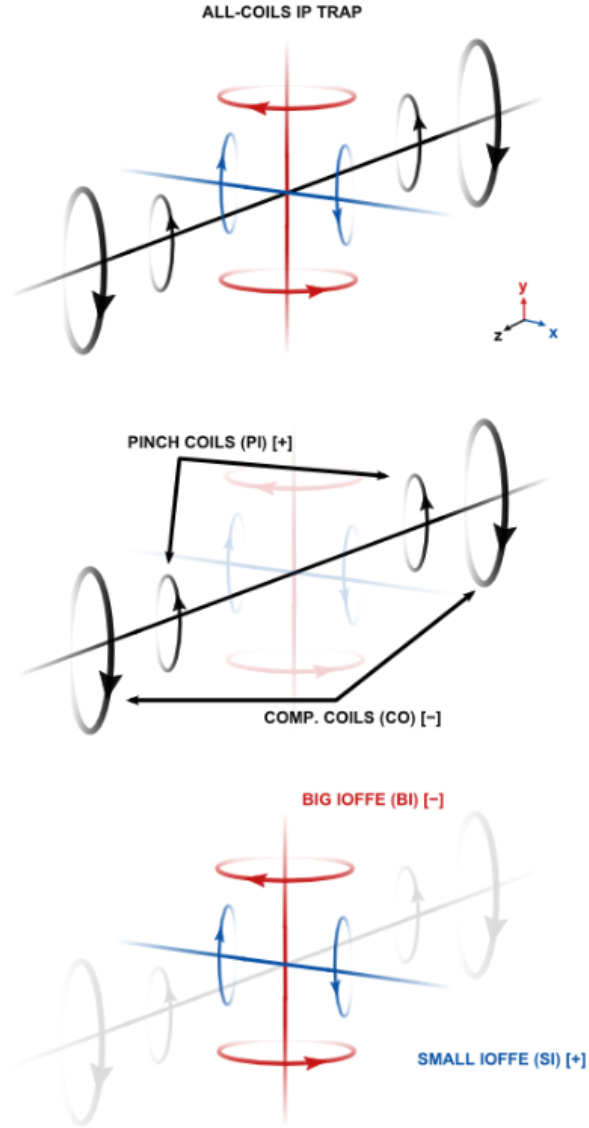 ALL-COILS IP TRAP
y
z
x
PINCH COILS (PI) [+]
COMP. COILS (CO) [−]
BIG IOFFE (BI) [−]
SMALL IOFFE (SI) [+]